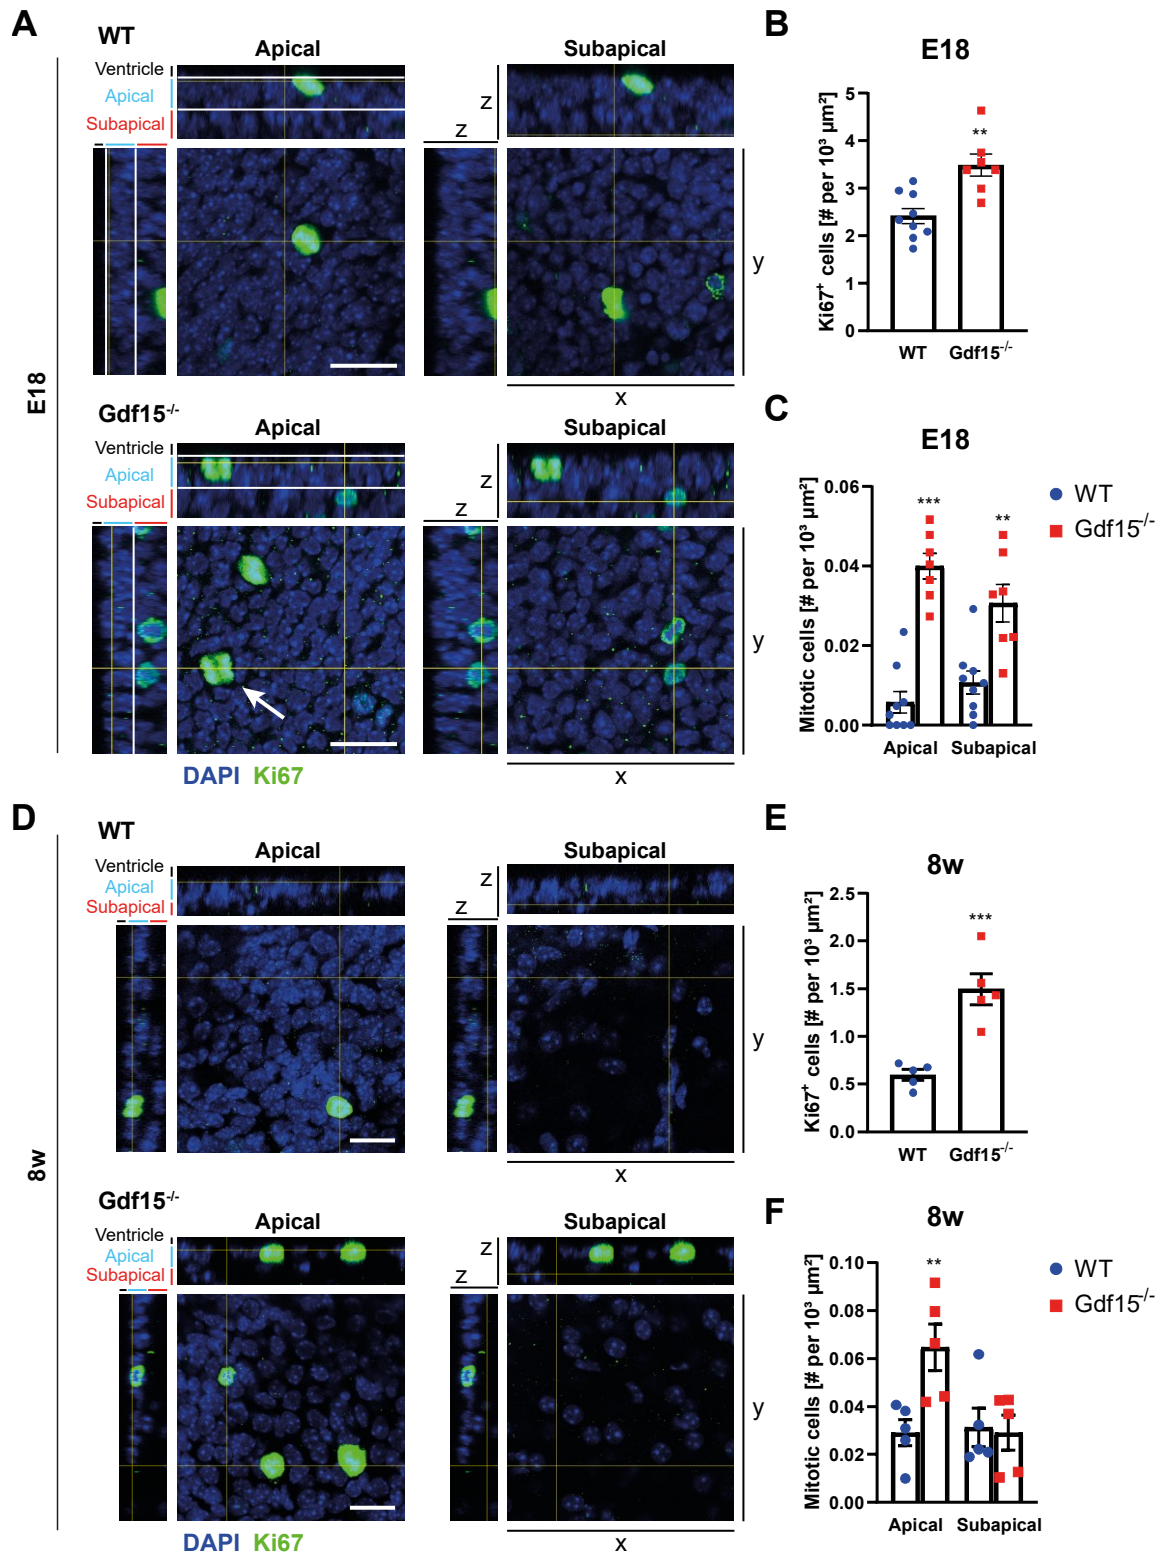 A
WT
Apical
Subapical
Ventricle
Apical
Subapical
z
z
y
x
E18
Gdf15-/-
Apical
Subapical
Ventricle
Apical
Subapical
z
z
y
x
DAPI Ki67
B
E18
Ki67⁺ cells [# per 10³ µm²]
5
4
3
2
1
0
**
WT
Gdf15-/-
C
E18
Mitotic cells [# per 10³ µm²]
0.06
0.04
0.02
0.00
***
**
WT
Gdf15-/-
Apical
Subapical
D
WT
Apical
Subapical
Ventricle
Apical
Subapical
z
z
y
x
8w
Gdf15-/-
Apical
Subapical
Ventricle
Apical
Subapical
z
z
y
x
DAPI Ki67
E
8w
Ki67⁺ cells [# per 10³ µm²]
2.5
2.0
1.5
1.0
0.5
0.0
***
WT
Gdf15-/-
F
8w
Mitotic cells [# per 10³ µm²]
0.10
0.08
0.06
0.04
0.02
0.00
**
WT
Gdf15-/-
Apical
Subapical